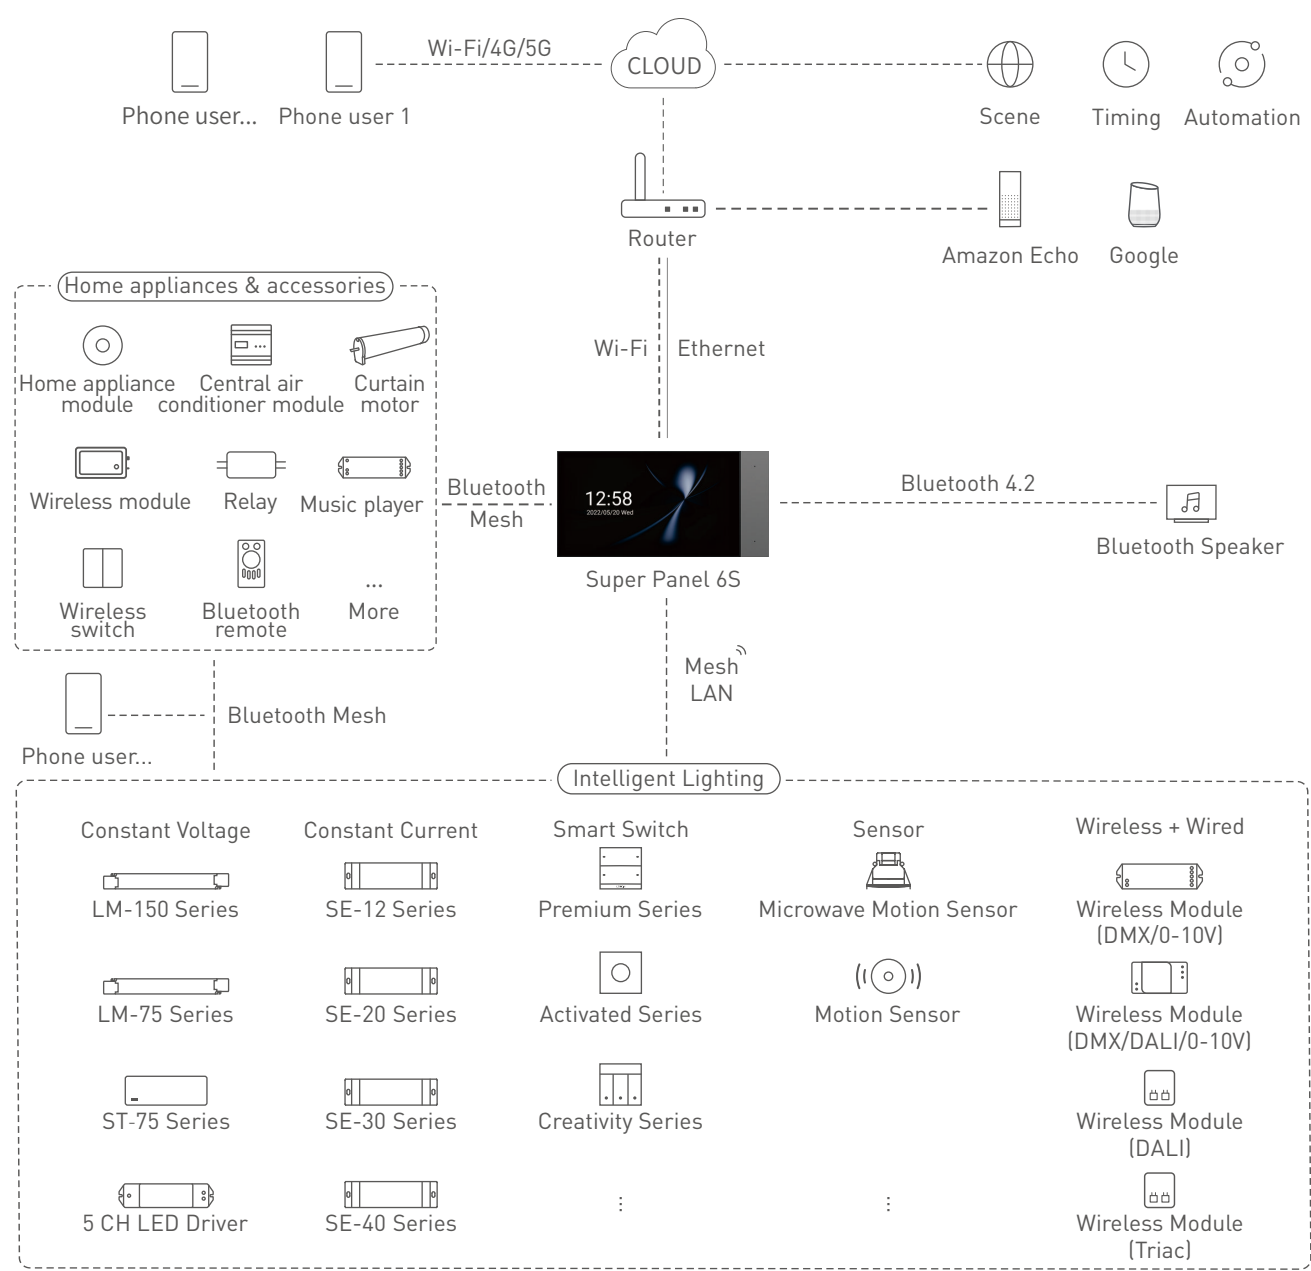 Wi-Fi/4G/5G
CLOUD
Phone user...
Phone user 1
Scene
Timing
Automation
Router
Amazon Echo
Google
Home appliances & accessories
Wi-Fi
Ethernet
Home appliance
module
Central air
conditioner module
Curtain
motor
Wireless module
Relay
Music player
Bluetooth
Mesh
12:58
2022/05/20 Wed
Bluetooth 4.2
Bluetooth Speaker
Super Panel 6S
Wireless
switch
Bluetooth
remote
...
More
Mesh
LAN
Bluetooth Mesh
Phone user...
Intelligent Lighting
Constant Voltage
Constant Current
Smart Switch
Sensor
Wireless + Wired
LM-150 Series
SE-12 Series
Premium Series
Microwave Motion Sensor
Wireless Module
(DMX/0-10V)
LM-75 Series
SE-20 Series
Activated Series
Motion Sensor
Wireless Module
(DMX/DALI/0-10V)
ST-75 Series
SE-30 Series
Creativity Series
Wireless Module
(DALI)
5 CH LED Driver
SE-40 Series
⋮
⋮
Wireless Module
(Triac)